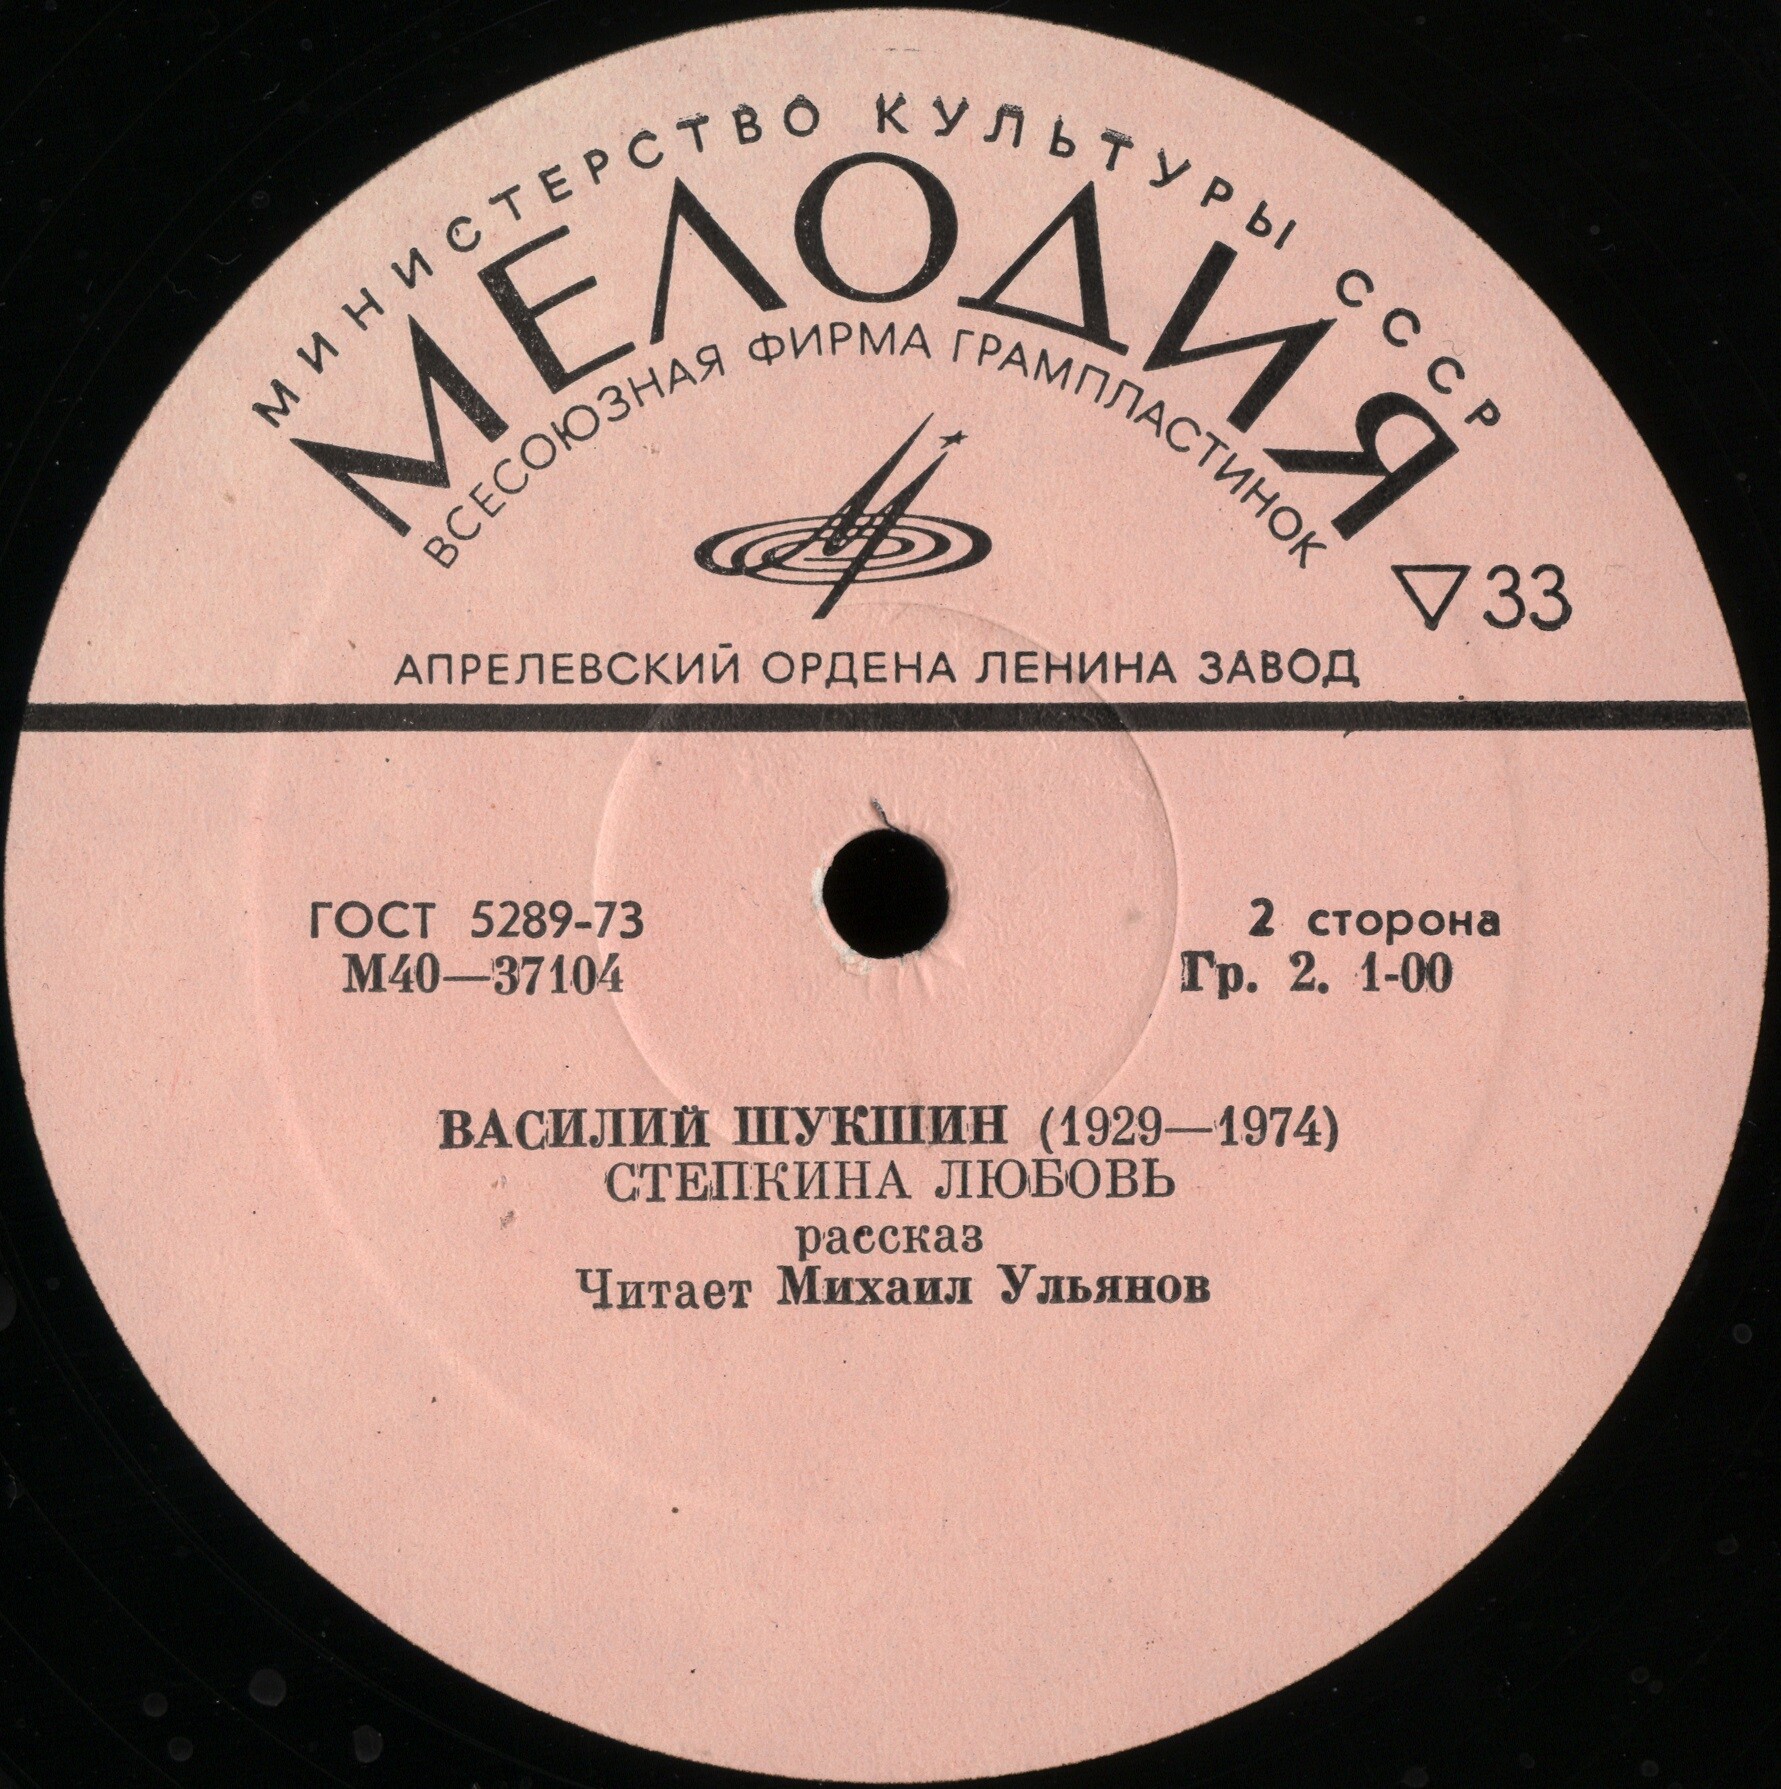 МИНИСТЕРСТВО КУЛЬТУРЫ СССР
МЕЛОДИЯ
ВСЕСОЮЗНАЯ ФИРМА ГРАМПЛАСТИНОК
▽33
АПРЕЛЕВСКИЙ ОРДЕНА ЛЕНИНА ЗАВОД
ГОСТ 5289-73
2 сторона
М40—37104
Гр. 2. 1-00
ВАСИЛИЙ ШУКШИН (1929—1974)
СТЕПКИНА ЛЮБОВЬ
рассказ
Читает Михаил Ульянов